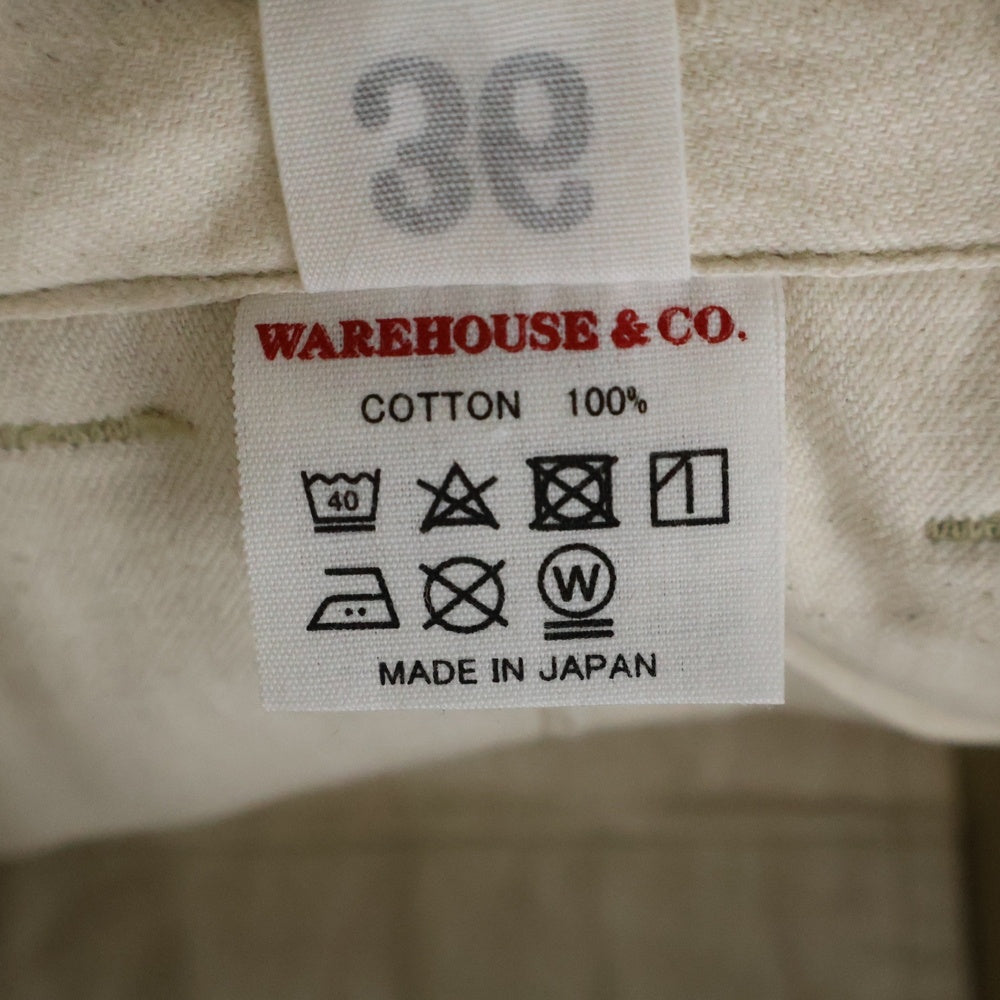 36
WAREHOUSE & CO.
COTTON 100%
40
W
MADE IN JAPAN